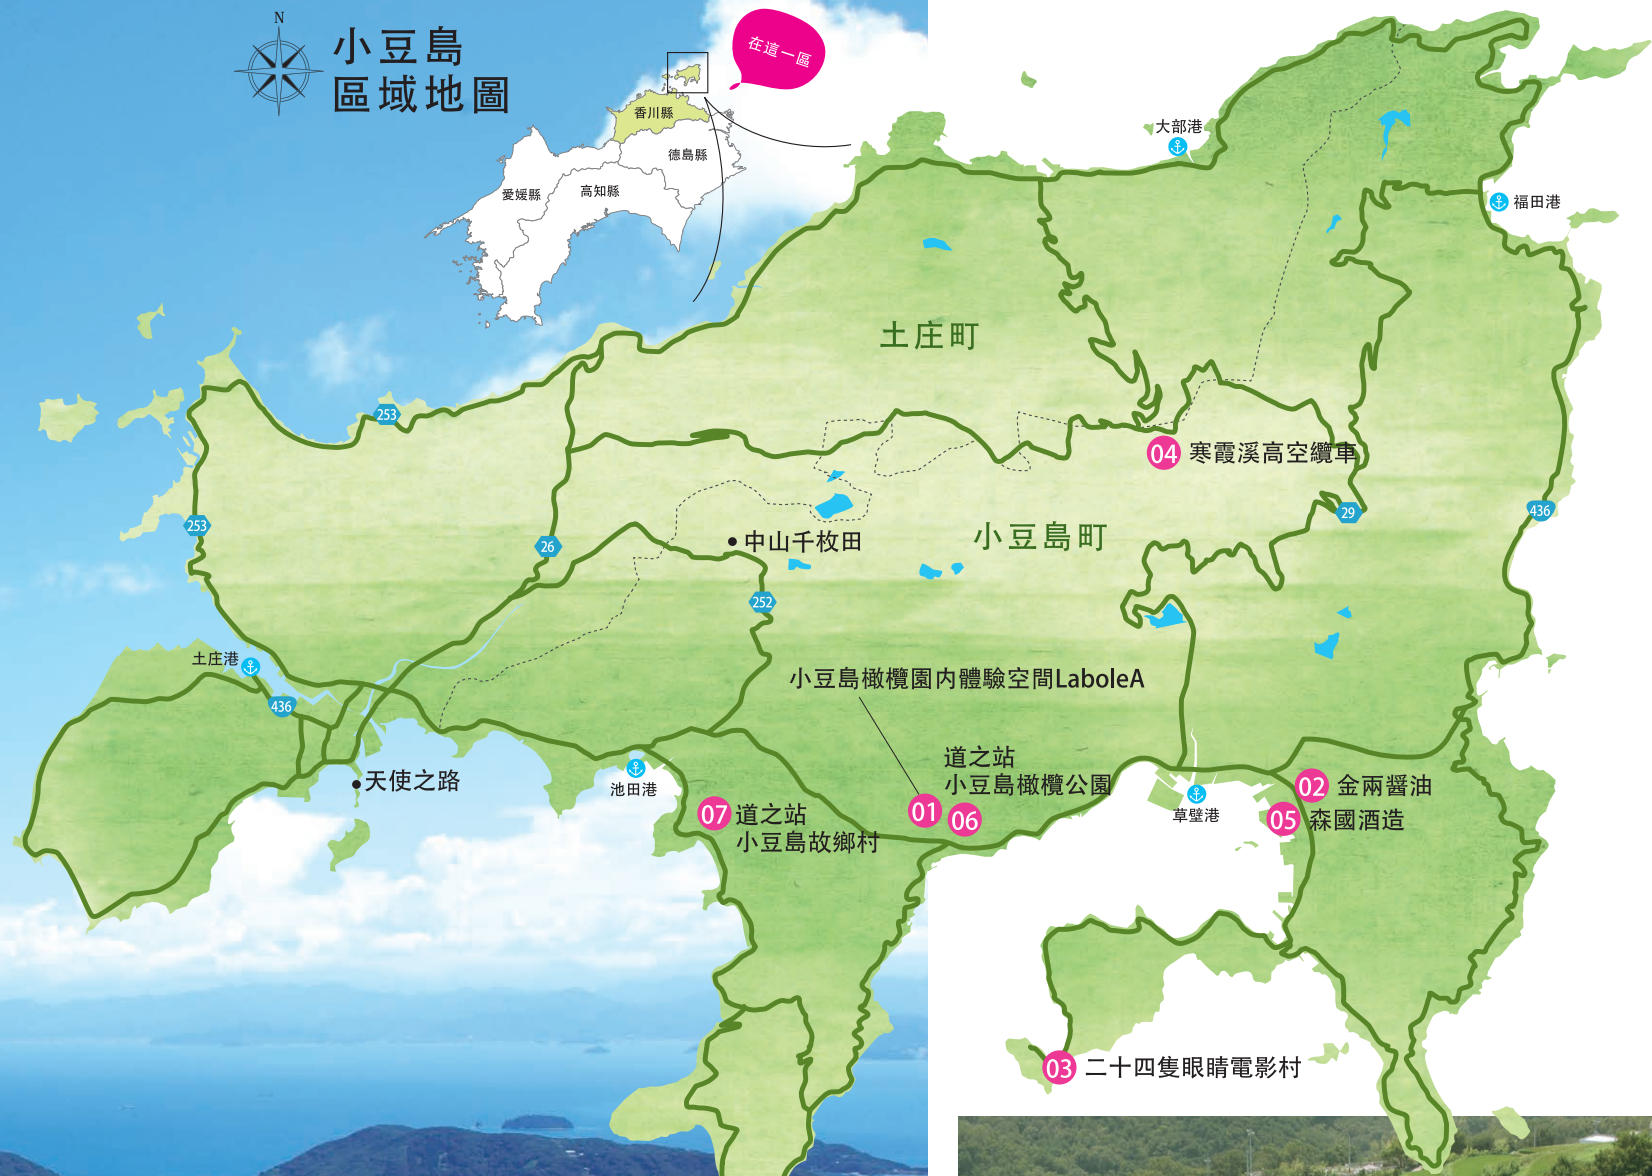 N
小豆島
區域地圖
在這一區
香川縣
德島縣
愛媛縣
高知縣
大部港
福田港
土庄町
253
04 寒霞溪高空纜車
253
29
436
26
中山千枚田
小豆島町
252
土庄港
436
小豆島橄欖園內體驗空間LaboleA
天使之路
池田港
道之站
小豆島橄欖公園
草壁港
02 金兩醬油
05 森國酒造
07 道之站
小豆島故鄉村
01
06
03 二十四隻眼睛電影村